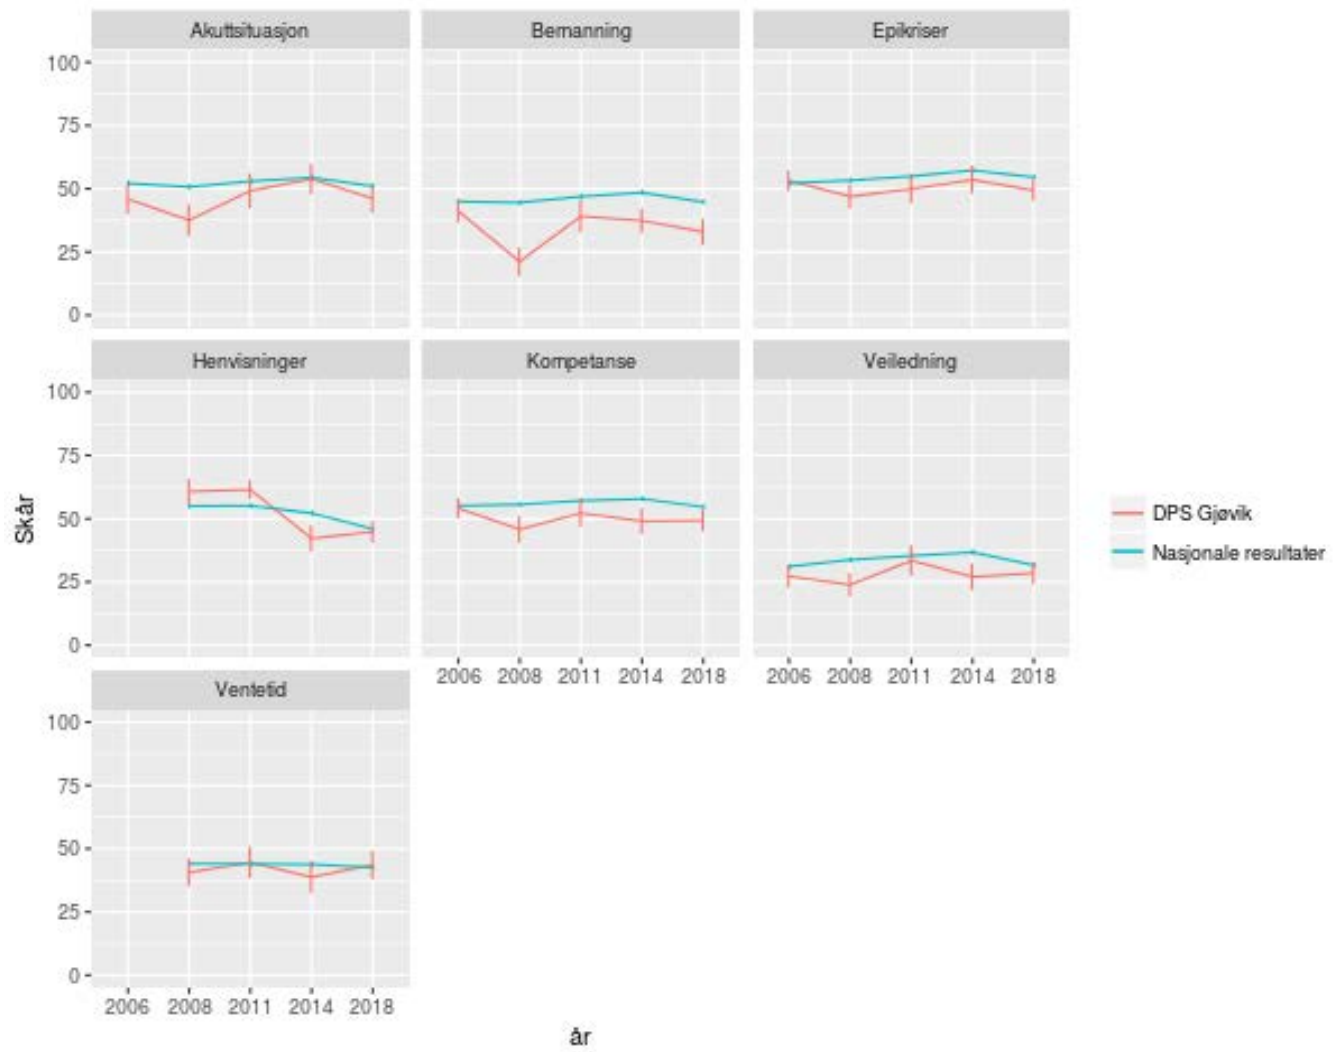 Akuttsituasjon Bemanning Epikriser
100
75
50
25
0
Henvisninger Kompetanse Veiledning
100
75
50
25
0
2006 2008 2011 2014 2018 2006 2008 2011 2014 2018
Ventetid
100
75
50
25
0
2006 2008 2011 2014 2018
Skår
år
DPS Gjøvik
Nasjonale resultater